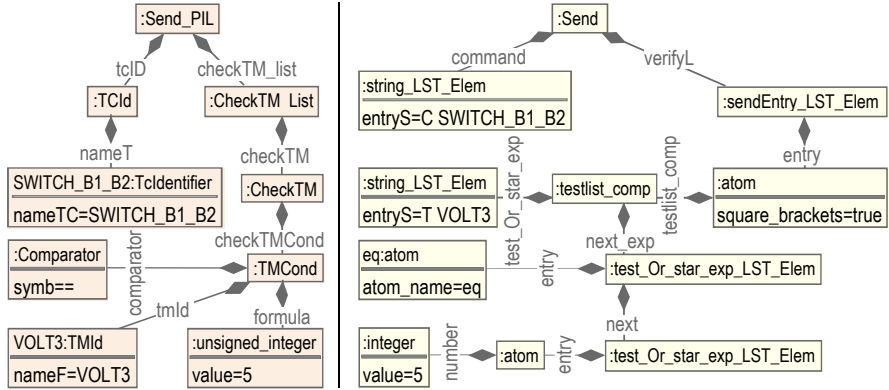 :Send_PIL
tcID
checkTM_list
:TCId
:CheckTM List
nameT
checkTM
SWITCH_B1_B2:TcIdentifier
nameTC=SWITCH_B1_B2
:CheckTM
checkTMCond
:Comparator
symb==
comparator
:TMCond
tmId
formula
VOLT3:TMId
nameF=VOLT3
:unsigned_integer
value=5
:Send
command
verifyL
:string_LST_Elem
entryS=C SWITCH_B1_B2
:sendEntry_LST_Elem
entry
:string_LST_Elem
entryS=T VOLT3
test_Or_star_exp
:testlist_comp
testlist_comp
:atom
square_brackets=true
next_exp
eq:atom
atom_name=eq
entry
:test_Or_star_exp_LST_Elem
next
:integer
value=5
number
:atom
entry
:test_Or_star_exp_LST_Elem